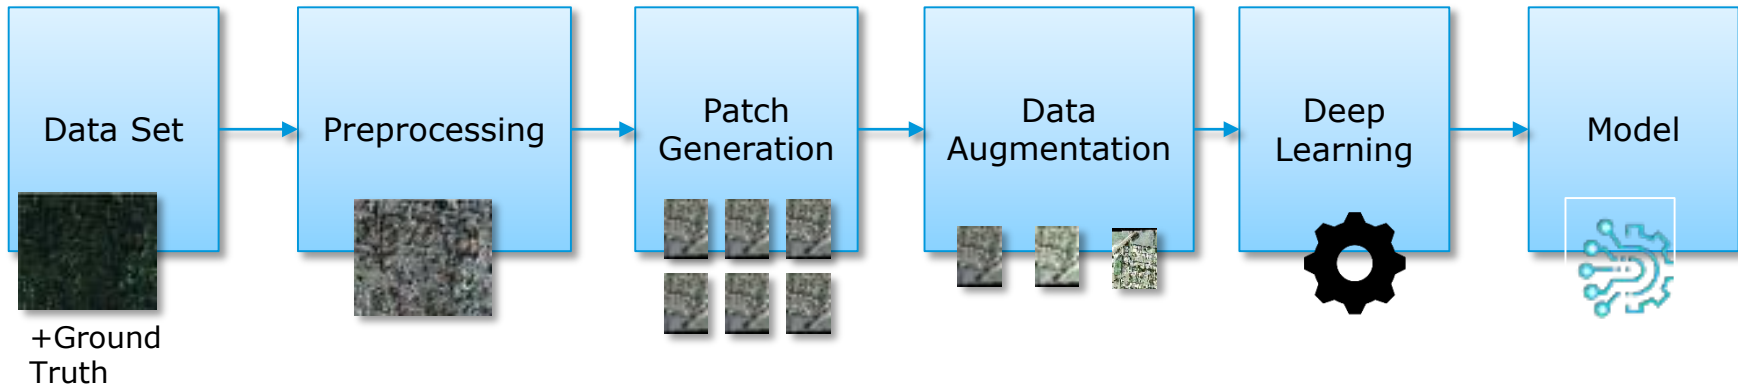 Data Set
Preprocessing
Patch
Generation
Data
Augmentation
Deep
Learning
Model
+Ground
Truth